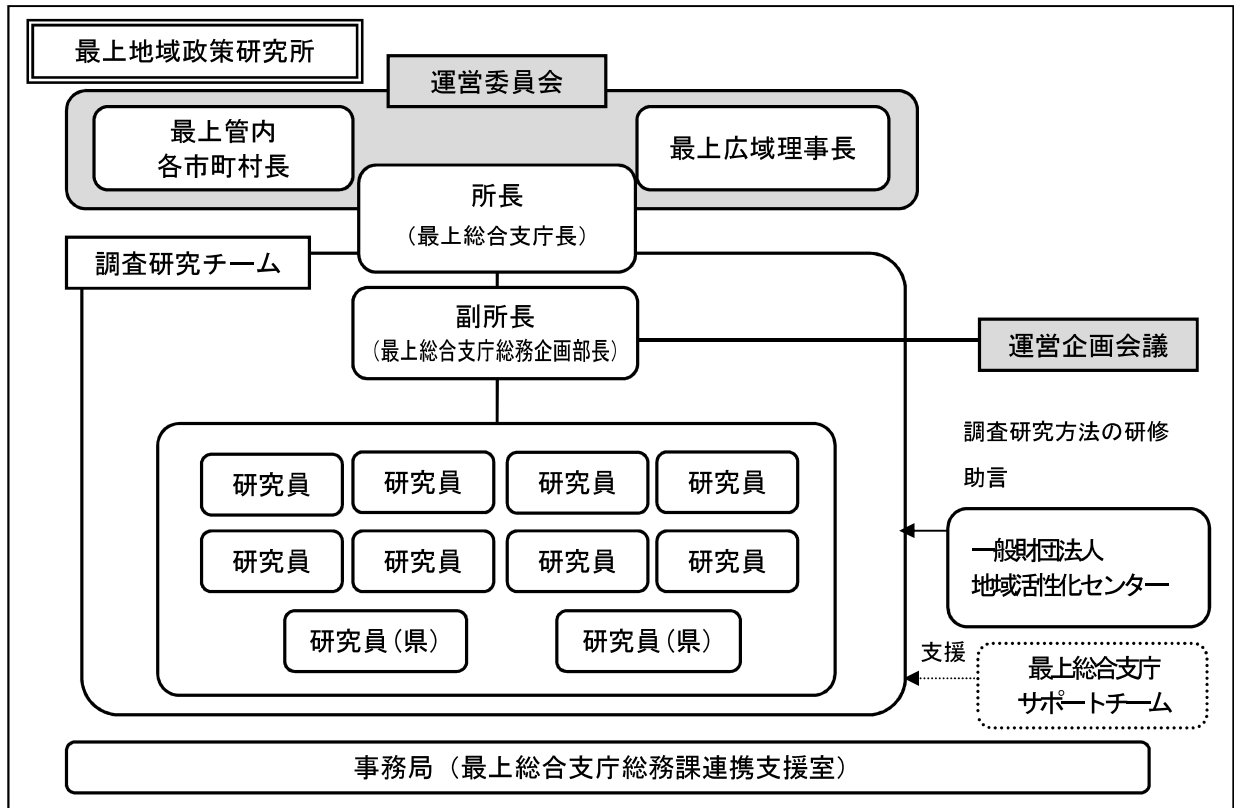 最上地域政策研究所
運営委員会
最上管内
各市町村長
最上広域理事長
所長
（最上総合支庁長）
調査研究チーム
副所長
（最上総合支庁総務企画部長）
運営企画会議
調査研究方法の研修
助言
研究員
研究員
研究員
研究員
研究員
研究員
研究員
研究員
研究員（県）
研究員（県）
一般財団法人
地域活性化センター
支援
最上総合支庁
サポートチーム
事務局（最上総合支庁総務課連携支援室）